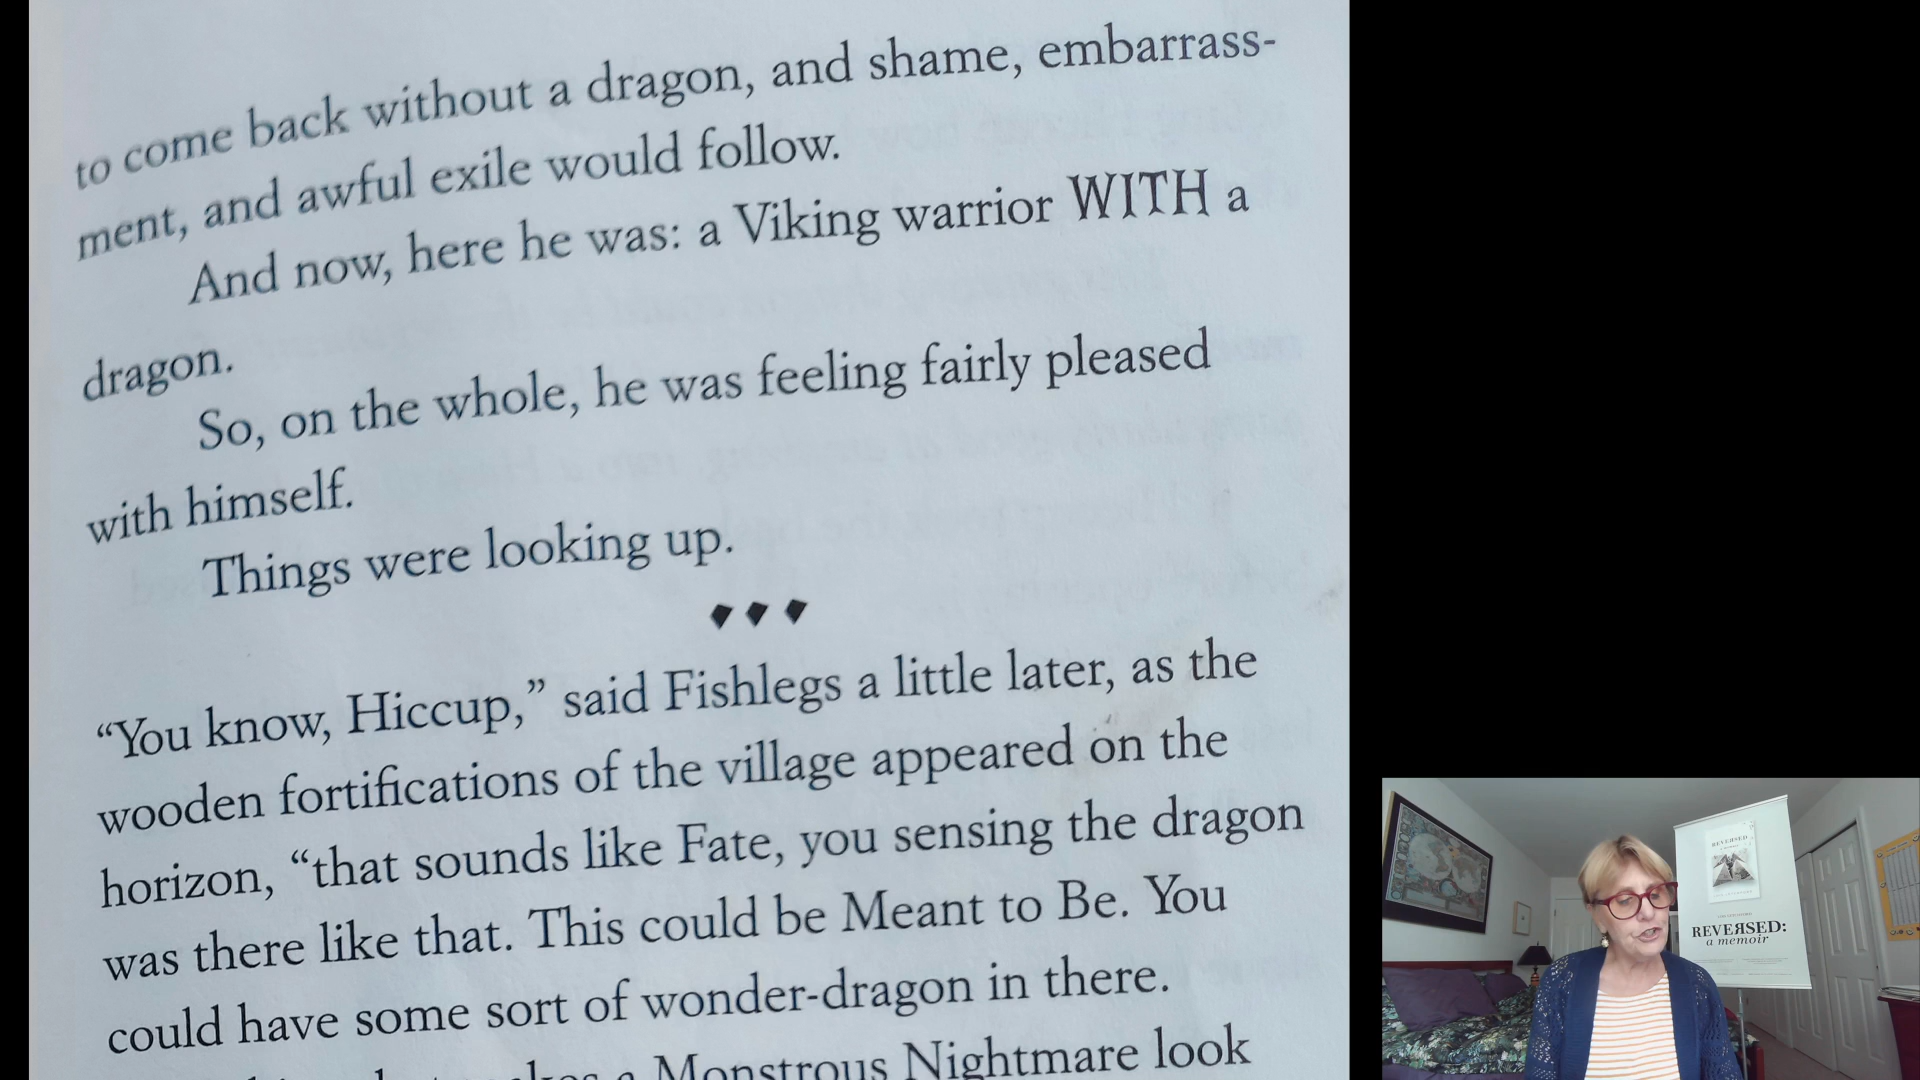 to come back without a dragon, and shame, embarrass-
ment, and awful exile would follow.
And now, here he was: a Viking warrior WITH a
dragon.
So, on the whole, he was feeling fairly pleased
with himself.
Things were looking up.
“You know, Hiccup,” said Fishlegs a little later, as the
wooden fortifications of the village appeared on the
horizon, “that sounds like Fate, you sensing the dragon
was there like that. This could be Meant to Be. You
could have some sort of wonder-dragon in there.
a Monstrous Nightmare look
REVEЯSED
REVEЯSED:
a memoir